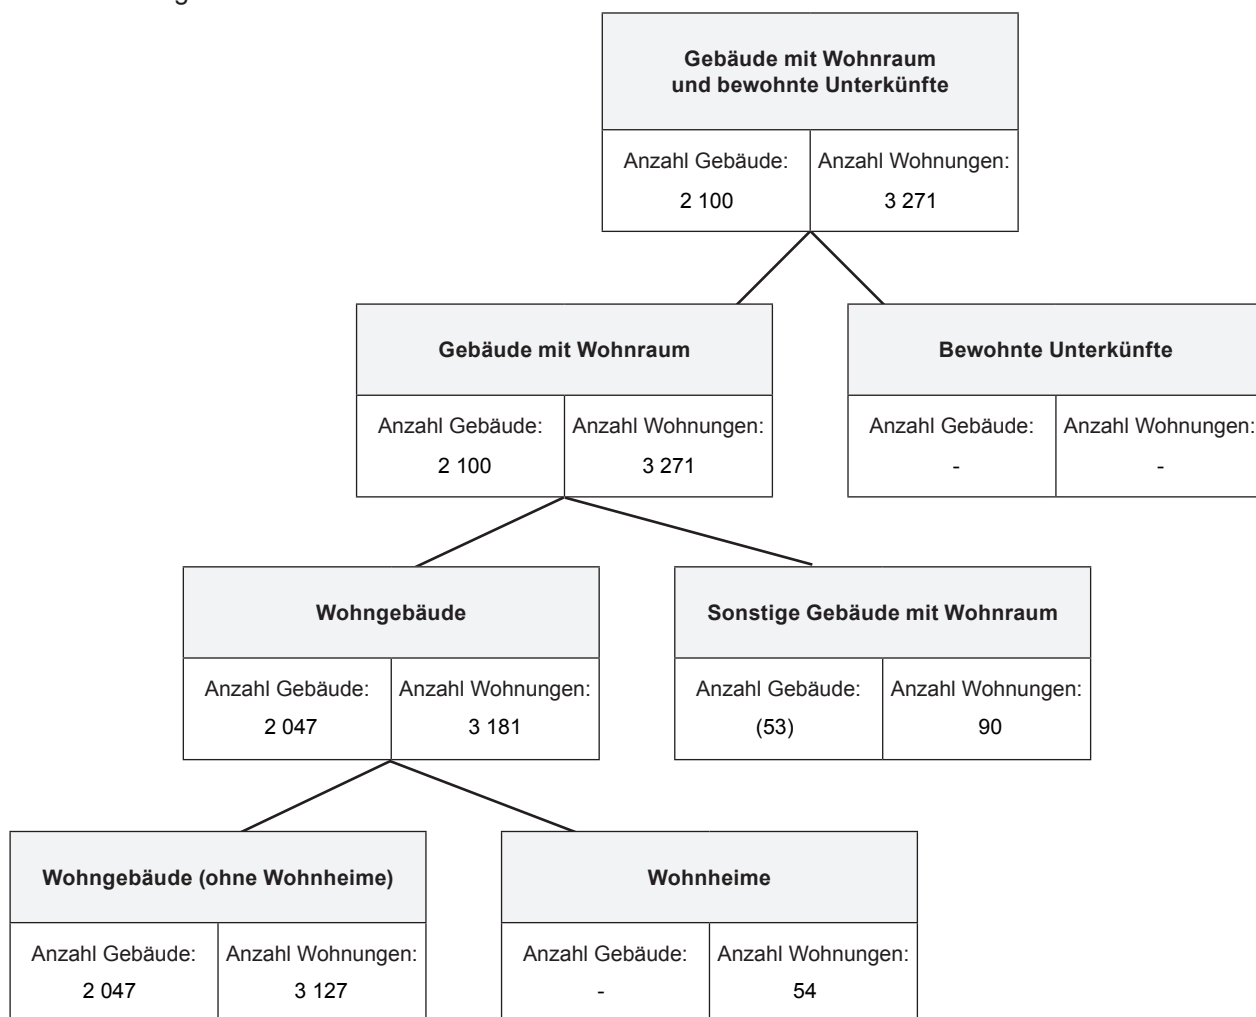 Gebäude mit Wohnraum
und bewohnte Unterkünfte
Anzahl Gebäude:
2 100
Anzahl Wohnungen:
3 271
Gebäude mit Wohnraum
Anzahl Gebäude:
2 100
Anzahl Wohnungen:
3 271
Bewohnte Unterkünfte
Anzahl Gebäude:
-
Anzahl Wohnungen:
-
Wohngebäude
Anzahl Gebäude:
2 047
Anzahl Wohnungen:
3 181
Sonstige Gebäude mit Wohnraum
Anzahl Gebäude:
(53)
Anzahl Wohnungen:
90
Wohngebäude (ohne Wohnheime)
Anzahl Gebäude:
2 047
Anzahl Wohnungen:
3 127
Wohnheime
Anzahl Gebäude:
-
Anzahl Wohnungen:
54